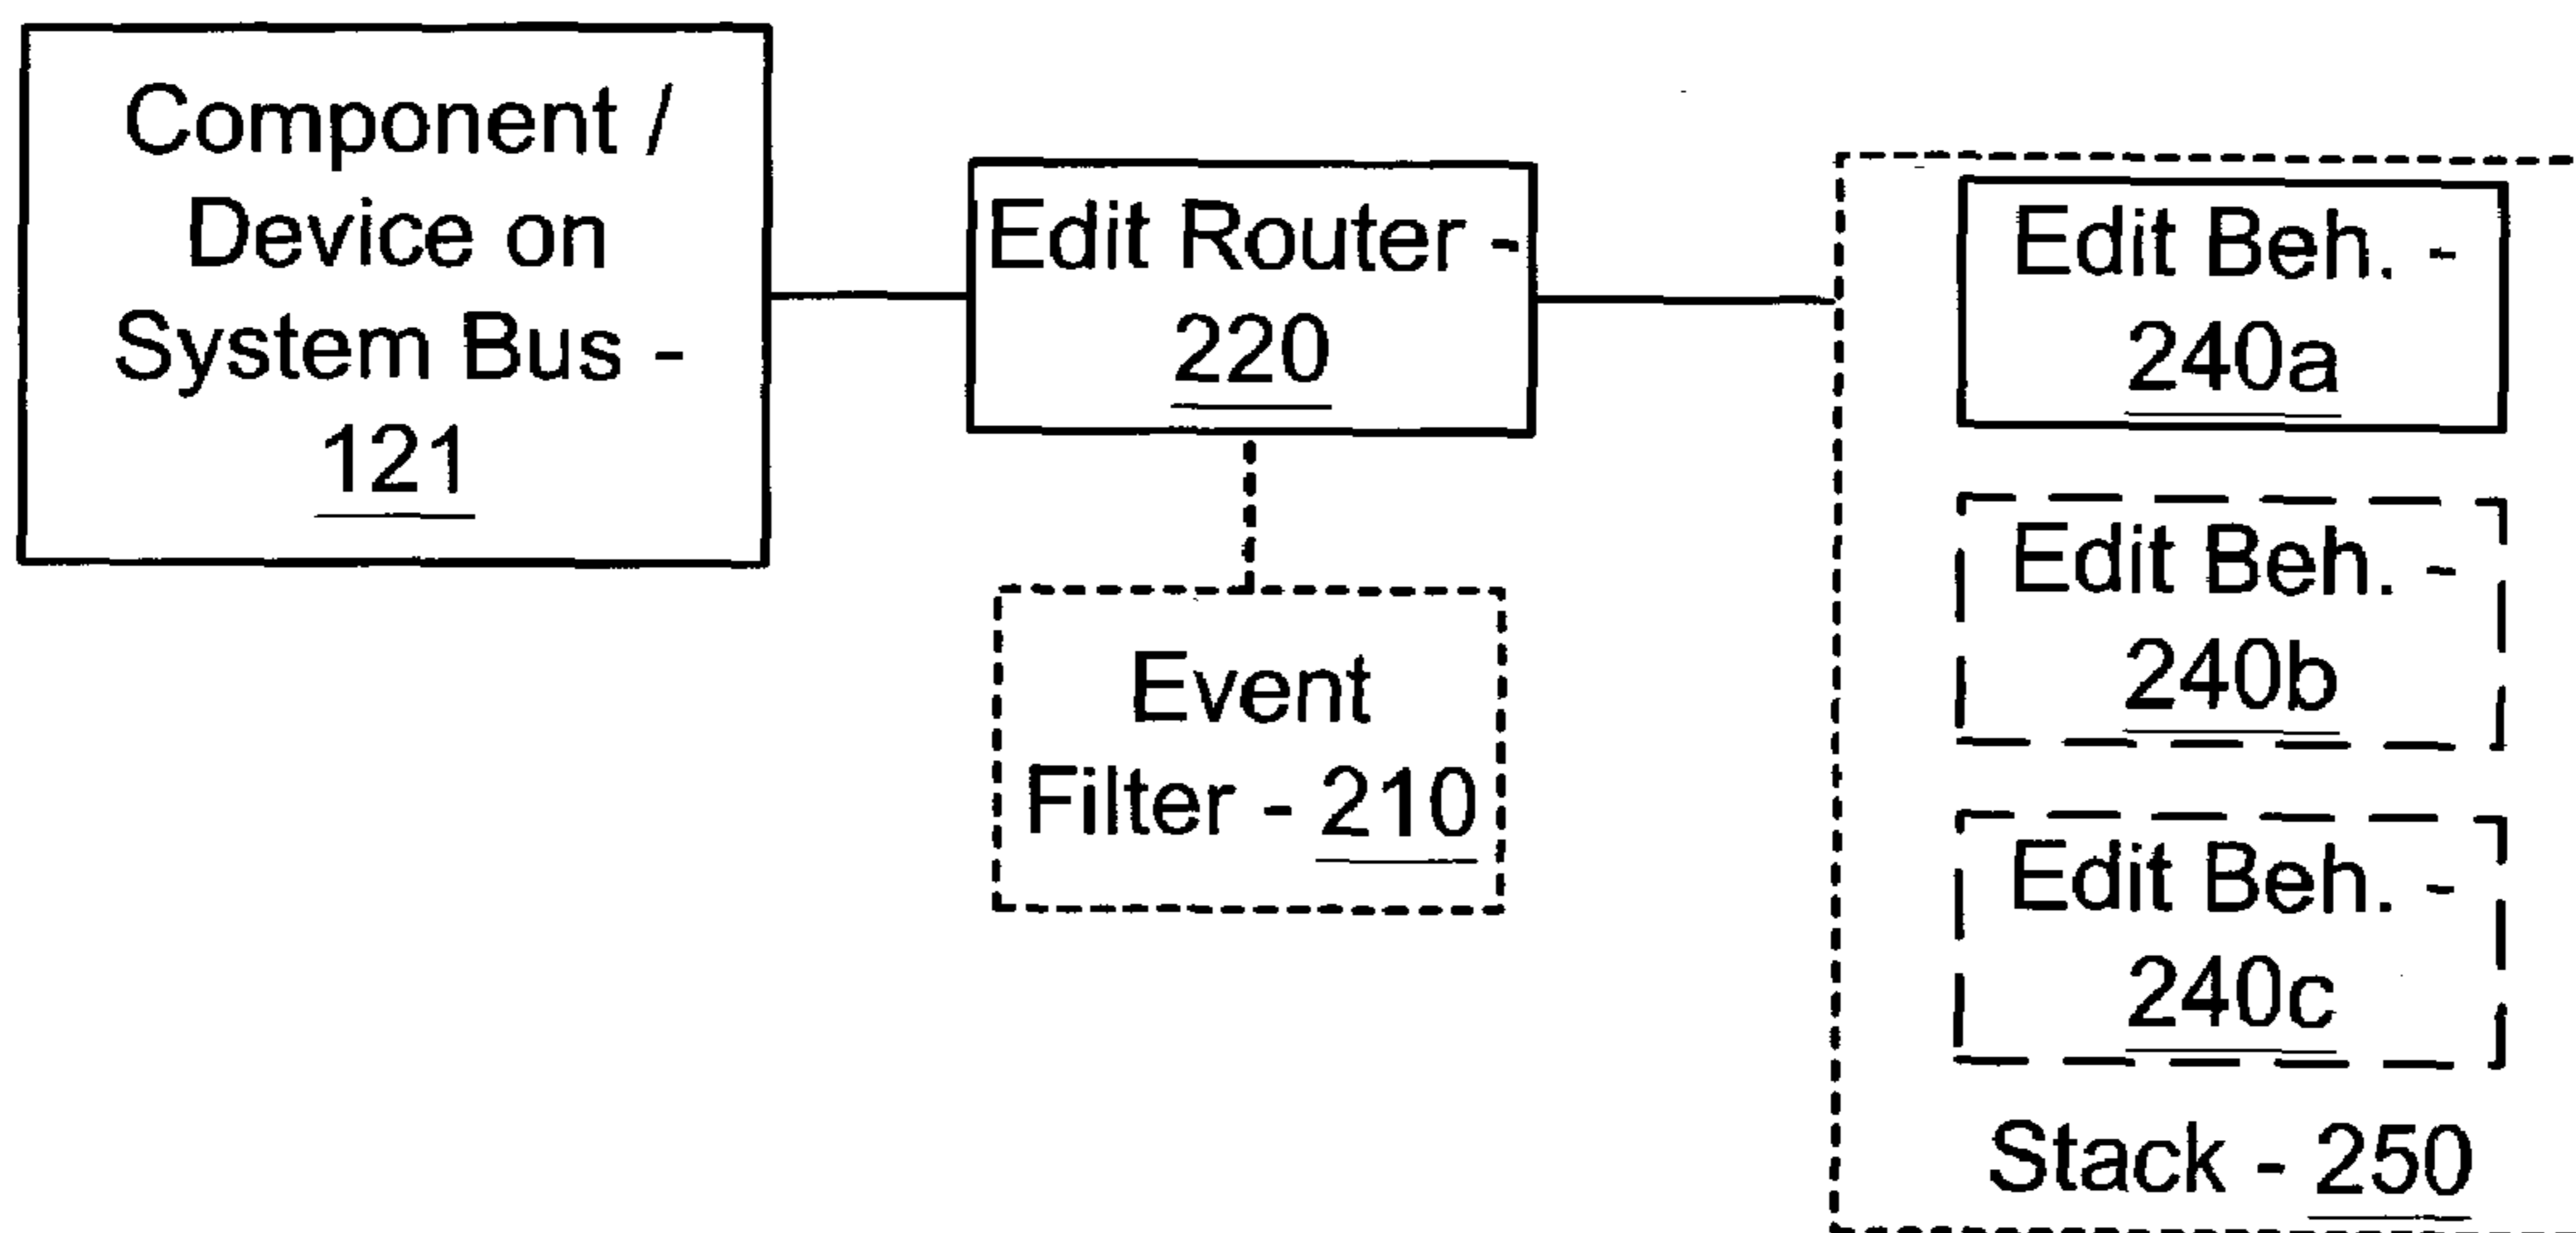 Component /
Device on
System Bus -
121
Edit Router -
220
Event
Filter - 210
Edit Beh. -
240a
Edit Beh. -
240b
Edit Beh. -
240c
Stack - 250